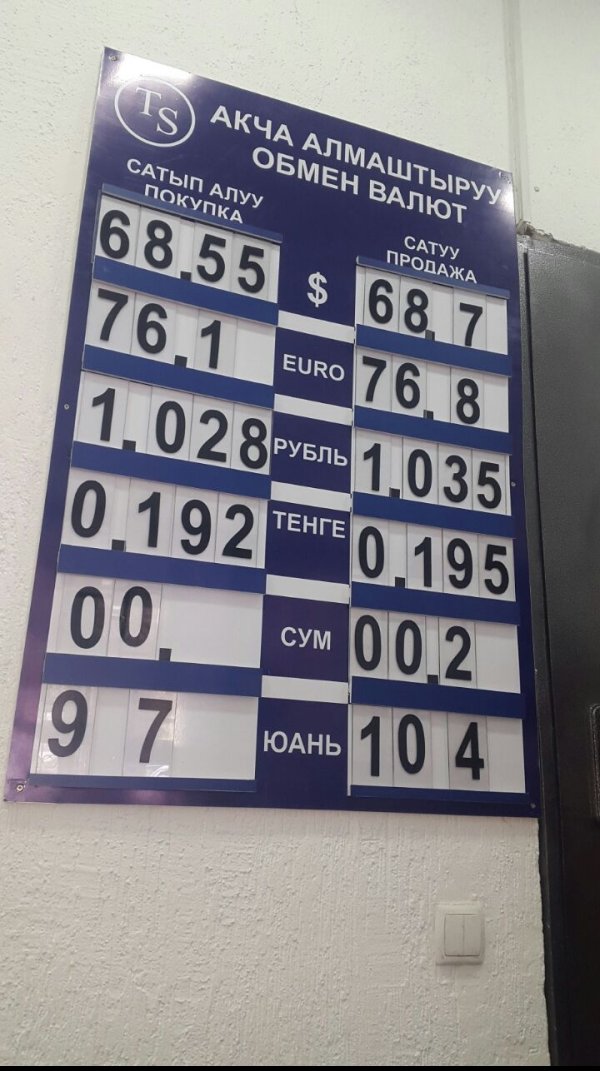 TS
АКЧА АЛМАШТЫРУУ
ОБМЕН ВАЛЮТ
САТЫП АЛУУ
ПОКУПКА
САТУУ
ПРОДАЖА
68.55 $ 68.7
76.1 EURO 76.8
1.028 РУБЛЬ 1.035
0.192 ТЕНГЕ 0.195
00. СУМ 00.2
9 7 ЮАНЬ 10 4